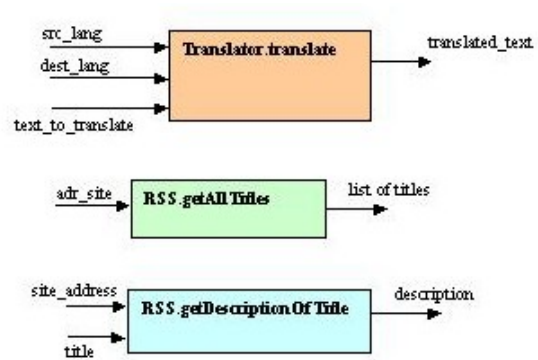 src_lang
Translator.translate
translated_text
dest_lang
text_to_translate
adr_site
RSS.getAllTitles
list of titles
site_address
RSS.getDescriptionOfTitle
description
title